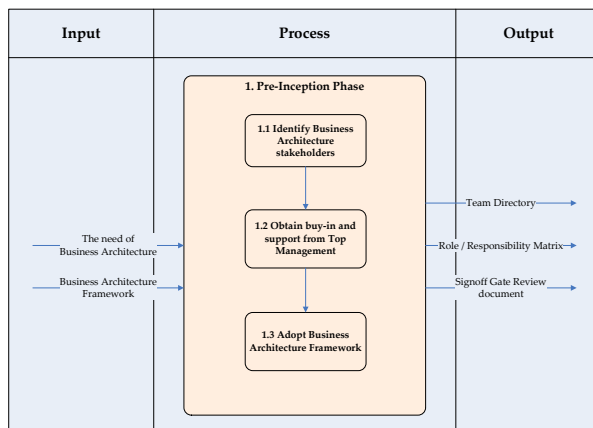 Input
Process
Output
1. Pre-Inception Phase
1.1 Identify Business
Architecture
stakeholders
1.2 Obtain buy-in and
support from Top
Management
1.3 Adopt Business
Architecture Framework
The need of
Business Architecture
Business Architecture
Framework
Team Directory
Role / Responsibility Matrix
Signoff Gate Review
document